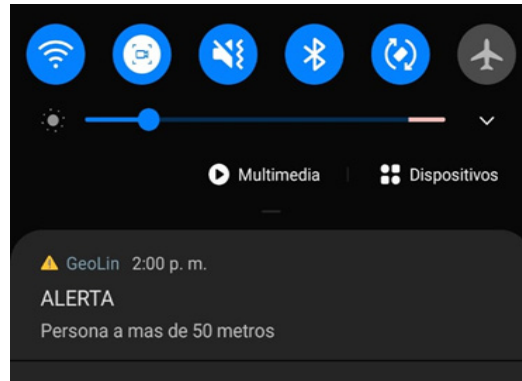 Multimedia Dispositivos
GeoLin 2:00 p. m.
ALERTA
Persona a mas de 50 metros